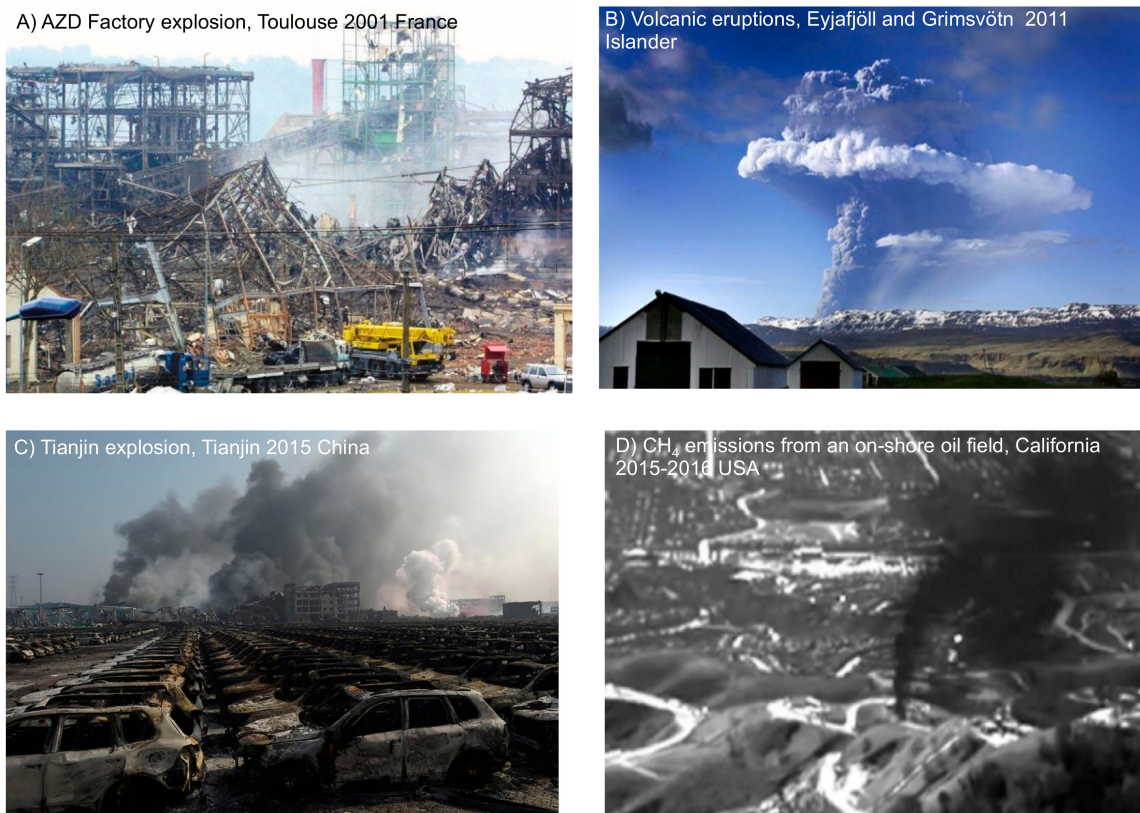 A) AZD Factory explosion, Toulouse 2001 France
B) Volcanic eruptions, Eyjafjöll and Grimsvötn  2011
Islander
C) Tianjin explosion, Tianjin 2015 China
D) CH₄ emissions from an on-shore oil field, California
2015-2016 USA